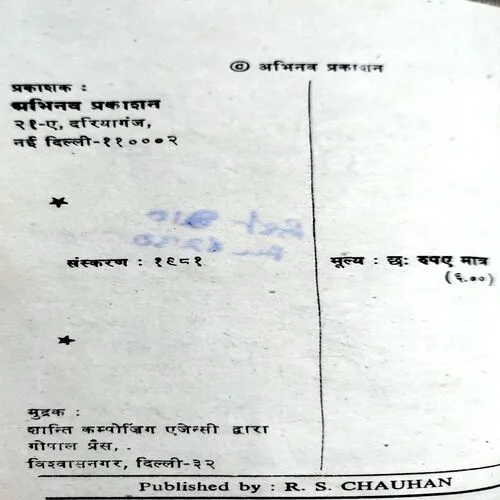 © अभिनव प्रकाशन
प्रकाशक :
अभिनव प्रकाशन
२१-ए, दरियागंज,
नई दिल्ली-११०००२
संस्करण : १९८१
मूल्य : छः रुपए मात्र
(६.००)
मुद्रक :
शान्ति कम्पोजिंग एजेन्सी द्वारा
गोपाल प्रैस,
विश्वासनगर, दिल्ली-३२
Published by : R. S. CHAUHAN